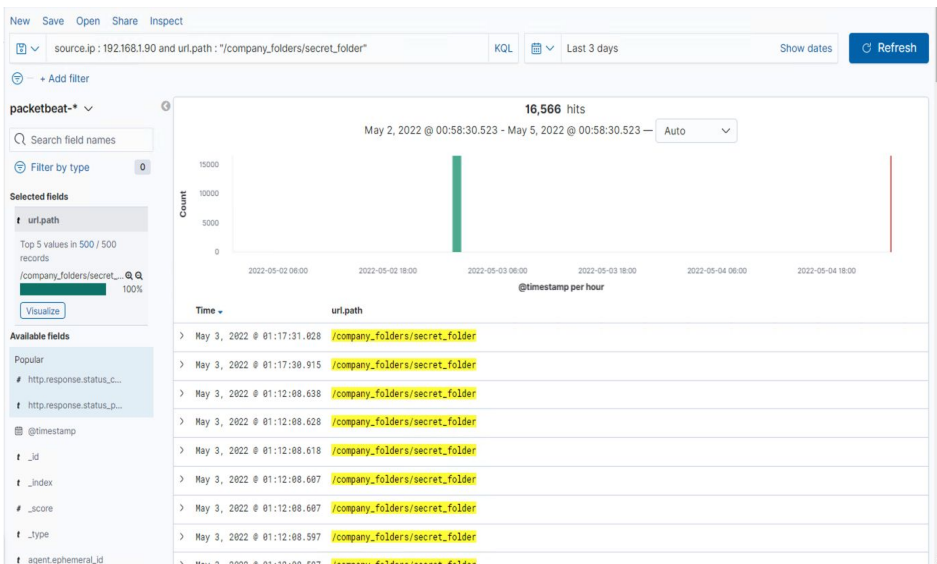 New Save Open Share Inspect
source.ip : 192.168.1.90 and url.path : "/company_folders/secret_folder" KQL Last 3 days Show dates Refresh
+ Add filter
packetbeat-*
Search field names
Filter by type 0
Selected fields
t url.path
Top 5 values in 500 / 500
records
/company_folders/secret_...
100%
Visualize
Available fields
Popular
# http.response.status_c...
t http.response.status_p...
@timestamp
t _id
t _index
# _score
t _type
t agent.ephemeral_id
16,566 hits
May 2, 2022 @ 00:58:30.523 - May 5, 2022 @ 00:58:30.523 — Auto
Count
15000
10000
5000
0
2022-05-02 06:00 2022-05-02 18:00 2022-05-03 06:00 2022-05-03 18:00 2022-05-04 06:00 2022-05-04 18:00
@timestamp per hour
Time url.path
> May 3, 2022 @ 01:17:31.028 /company_folders/secret_folder
> May 3, 2022 @ 01:17:30.915 /company_folders/secret_folder
> May 3, 2022 @ 01:12:08.638 /company_folders/secret_folder
> May 3, 2022 @ 01:12:08.628 /company_folders/secret_folder
> May 3, 2022 @ 01:12:08.618 /company_folders/secret_folder
> May 3, 2022 @ 01:12:08.607 /company_folders/secret_folder
> May 3, 2022 @ 01:12:08.607 /company_folders/secret_folder
> May 3, 2022 @ 01:12:08.597 /company_folders/secret_folder